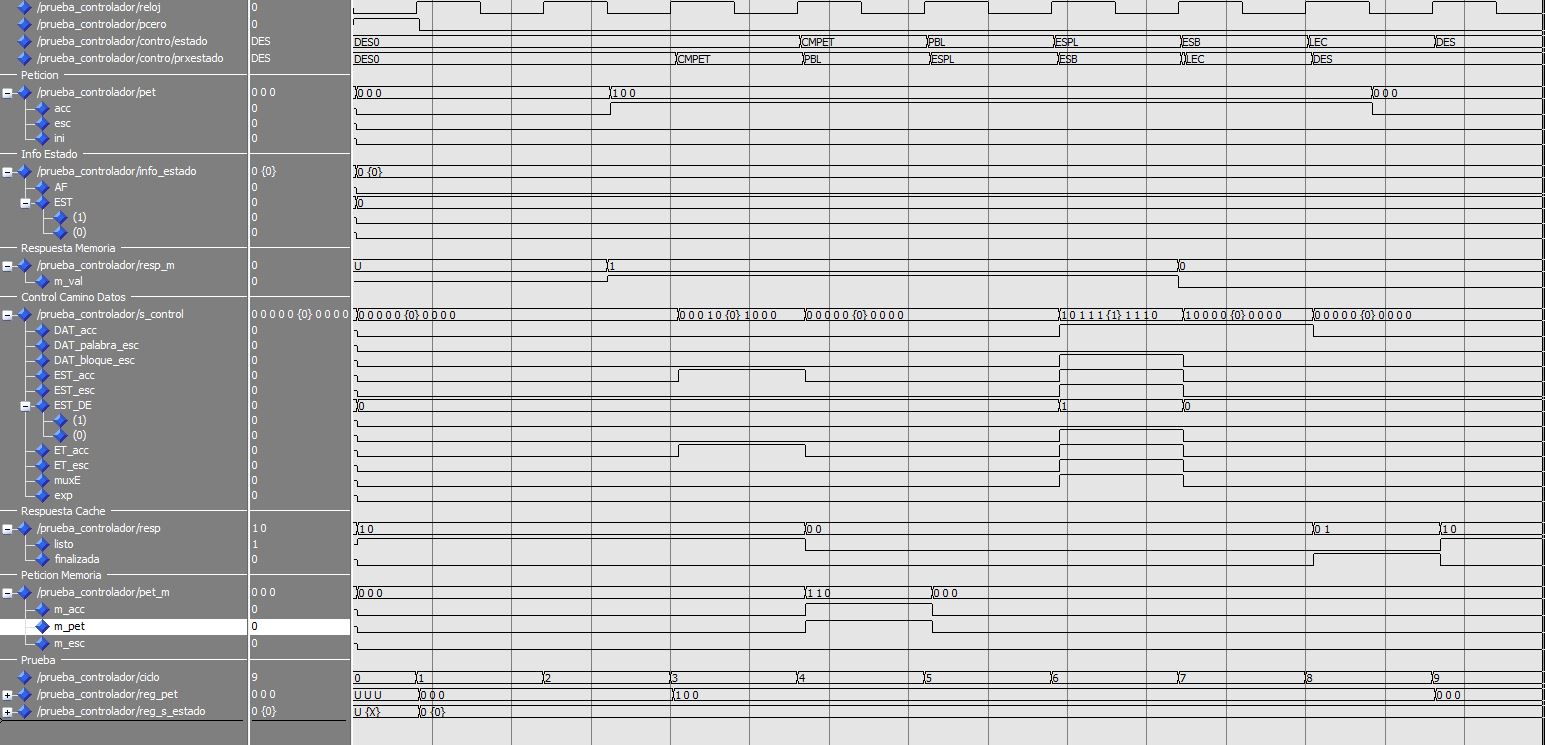 /prueba_controlador/reloj 0
/prueba_controlador/pcero 0
/prueba_controlador/contro/estado DES DES0 CMPET PBL ESPL ESB LEC DES
/prueba_controlador/contro/prxestado DES DES0 CMPET PBL ESPL ESB LEC DES
Peticion
/prueba_controlador/pet 0 0 0 0 0 0 1 0 0 0 0 0
acc 0
esc 0
ini 0
Info Estado
/prueba_controlador/info_estado 0 {0} 0 {0}
AF 0
EST 0 0
(1) 0
(0) 0
Respuesta Memoria
/prueba_controlador/resp_m 0 U 1 0
m_val 0
Control Camino Datos
/prueba_controlador/s_control 0 0 0 0 0 {0} 0 0 0 0 0 0 0 0 0 {0} 0 0 0 0 0 0 0 1 0 {0} 1 0 0 0 0 0 0 0 0 {0} 0 0 0 0 1 0 1 1 1 {1} 1 1 1 0 1 0 0 0 0 {0} 0 0 0 0 0 0 0 0 0 {0} 0 0 0 0
DAT_acc 0
DAT_palabra_esc 0
DAT_bloque_esc 0
EST_acc 0
EST_esc 0
EST_DE 0 0 1 0
(1) 0
(0) 0
ET_acc 0
ET_esc 0
muxE 0
exp 0
Respuesta Cache
/prueba_controlador/resp 1 0 1 0 0 0 0 1 1 0
listo 1
finalizada 0
Peticion Memoria
/prueba_controlador/pet_m 0 0 0 0 0 0 1 1 0 0 0 0
m_acc 0
m_pet 0
m_esc 0
Prueba
/prueba_controlador/ciclo 9 0 1 2 3 4 5 6 7 8 9
/prueba_controlador/reg_pet 0 0 0 U U U 0 0 0 1 0 0 0 0 0
/prueba_controlador/reg_s_estado 0 {0} U {X} 0 {0}